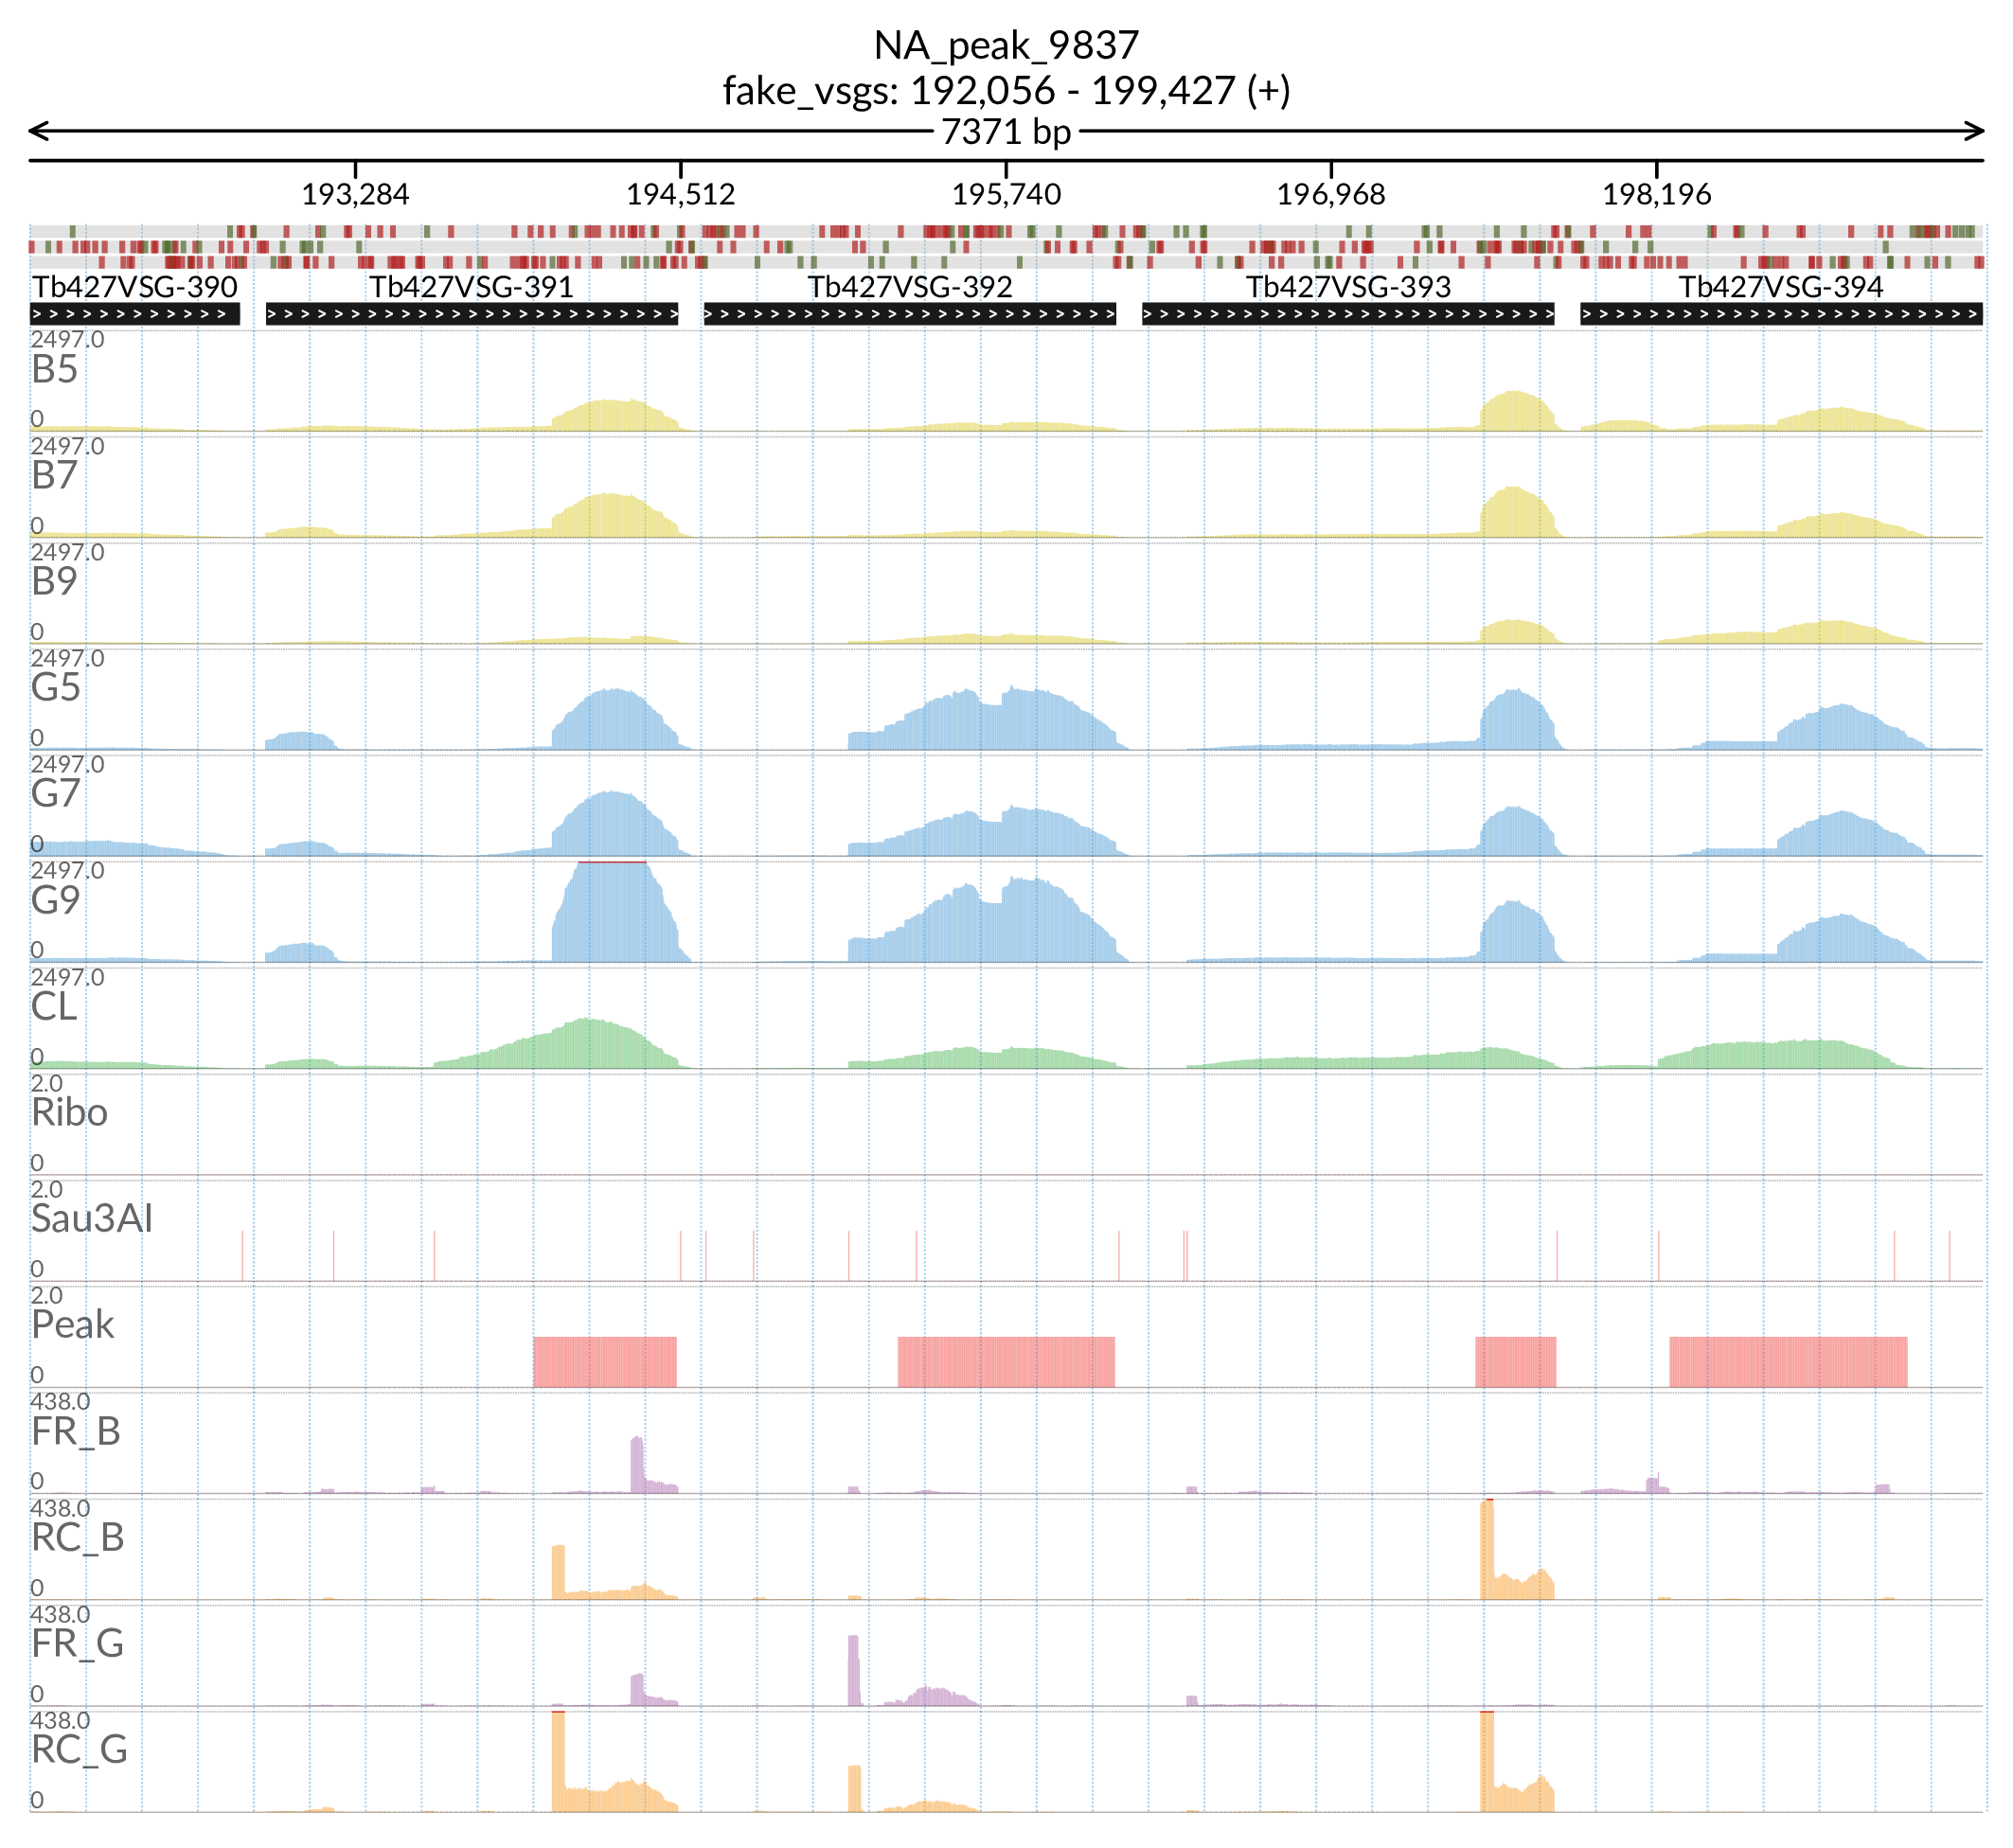 NA_peak_9837
fake_vsgs: 192,056 - 199,427 (+)
7371 bp
193,284 194,512 195,740 196,968 198,196
Tb427VSG-390 Tb427VSG-391 Tb427VSG-392 Tb427VSG-393 Tb427VSG-394
2497.0
B5
0
2497.0
B7
0
2497.0
B9
0
2497.0
G5
0
2497.0
G7
0
2497.0
G9
0
2497.0
CL
0
2.0
Ribo
0
2.0
Sau3AI
0
2.0
Peak
0
438.0
FR_B
0
438.0
RC_B
0
438.0
FR_G
0
438.0
RC_G
0